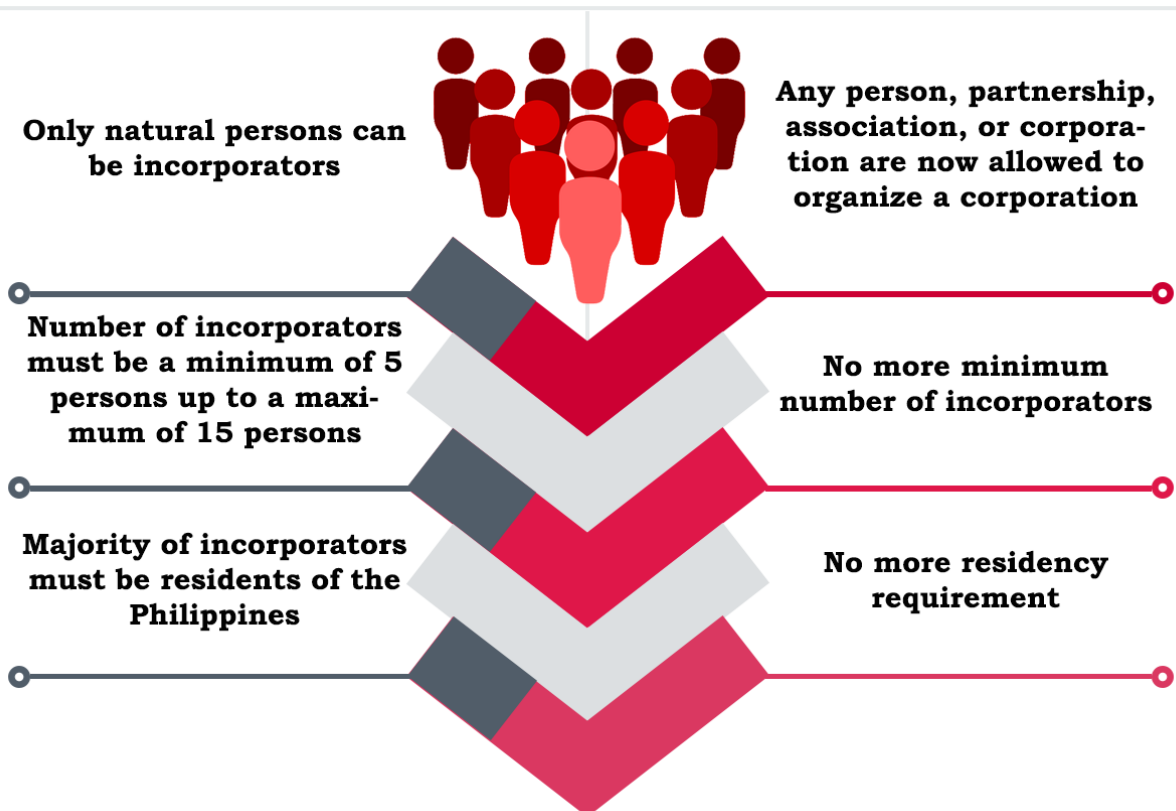 Only natural persons can
be incorporators
Any person, partnership,
association, or corpora-
tion are now allowed to
organize a corporation
Number of incorporators
must be a minimum of 5
persons up to a maxi-
mum of 15 persons
No more minimum
number of incorporators
Majority of incorporators
must be residents of the
Philippines
No more residency
requirement